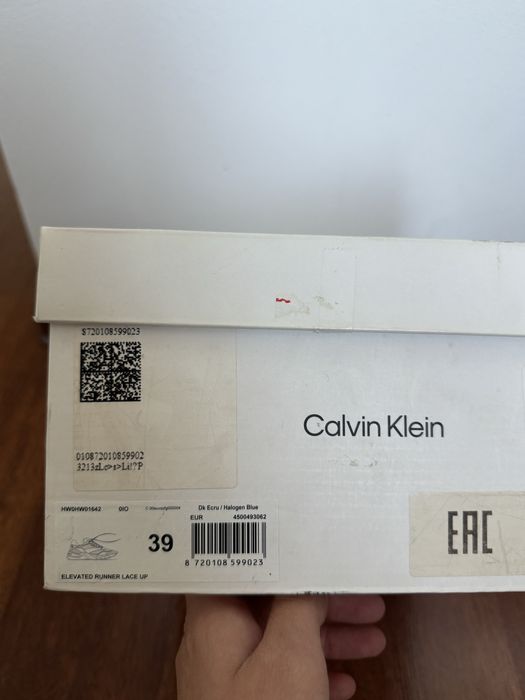 8720108599023
010872010859902
Calvin Klein
HW0HW01642 0IO Dk Ecru / Halogen Blue
EUR 4500493062
39
8 720108 599023
ELEVATED RUNNER LACE UP
EAC